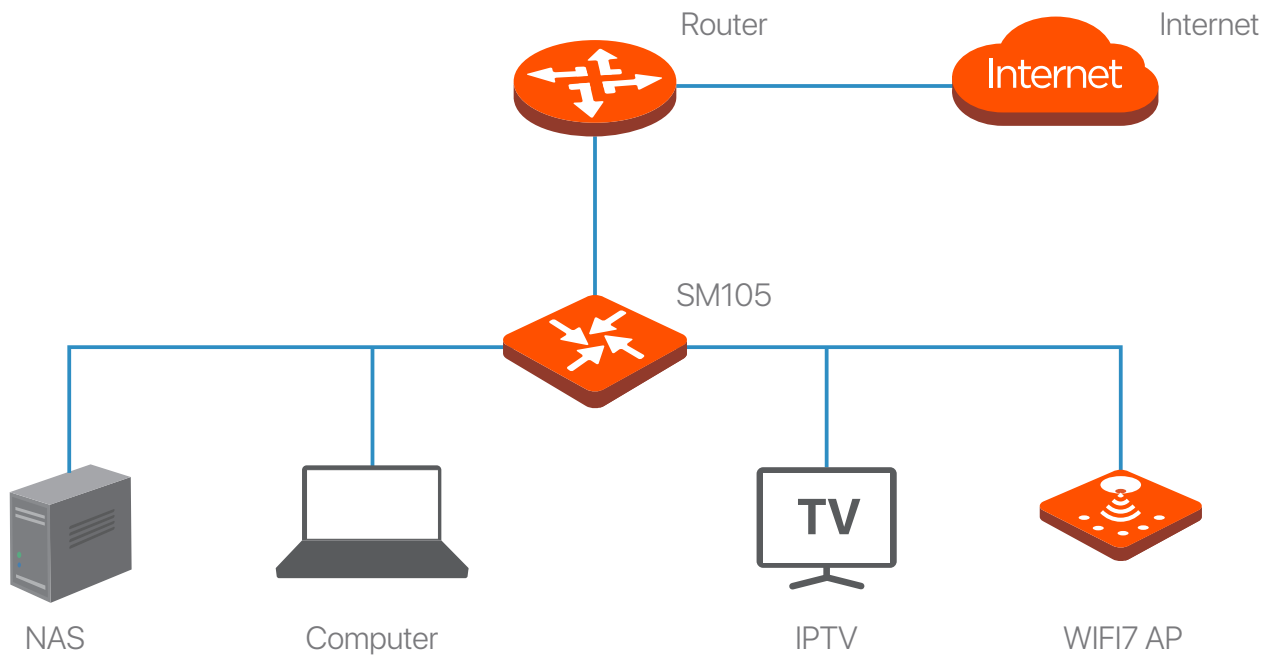 Router
Internet
Internet
SM105
TV
NAS
Computer
IPTV
WIFI7 AP